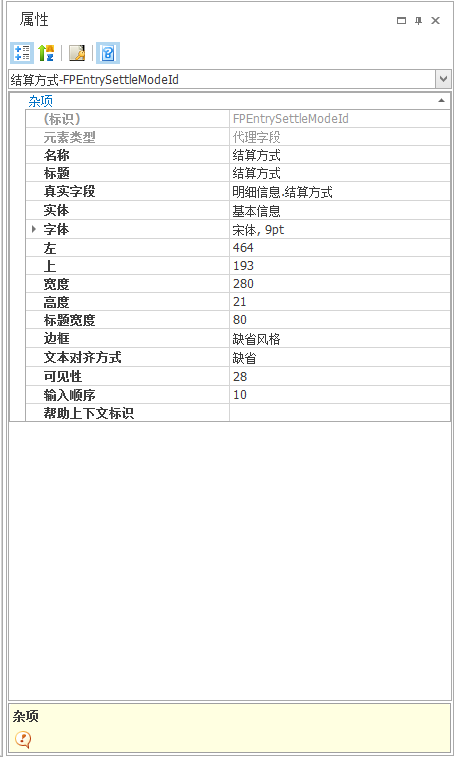 属性
结算方式-FPEntrySettleModeId
杂项
(标识) FPEntrySettleModeId
元素类型 代理字段
名称 结算方式
标题 结算方式
真实字段 明细信息.结算方式
实体 基本信息
字体 宋体, 9pt
左 464
上 193
宽度 280
高度 21
标题宽度 80
边框 缺省风格
文本对齐方式 缺省
可见性 28
输入顺序 10
帮助上下文标识
杂项